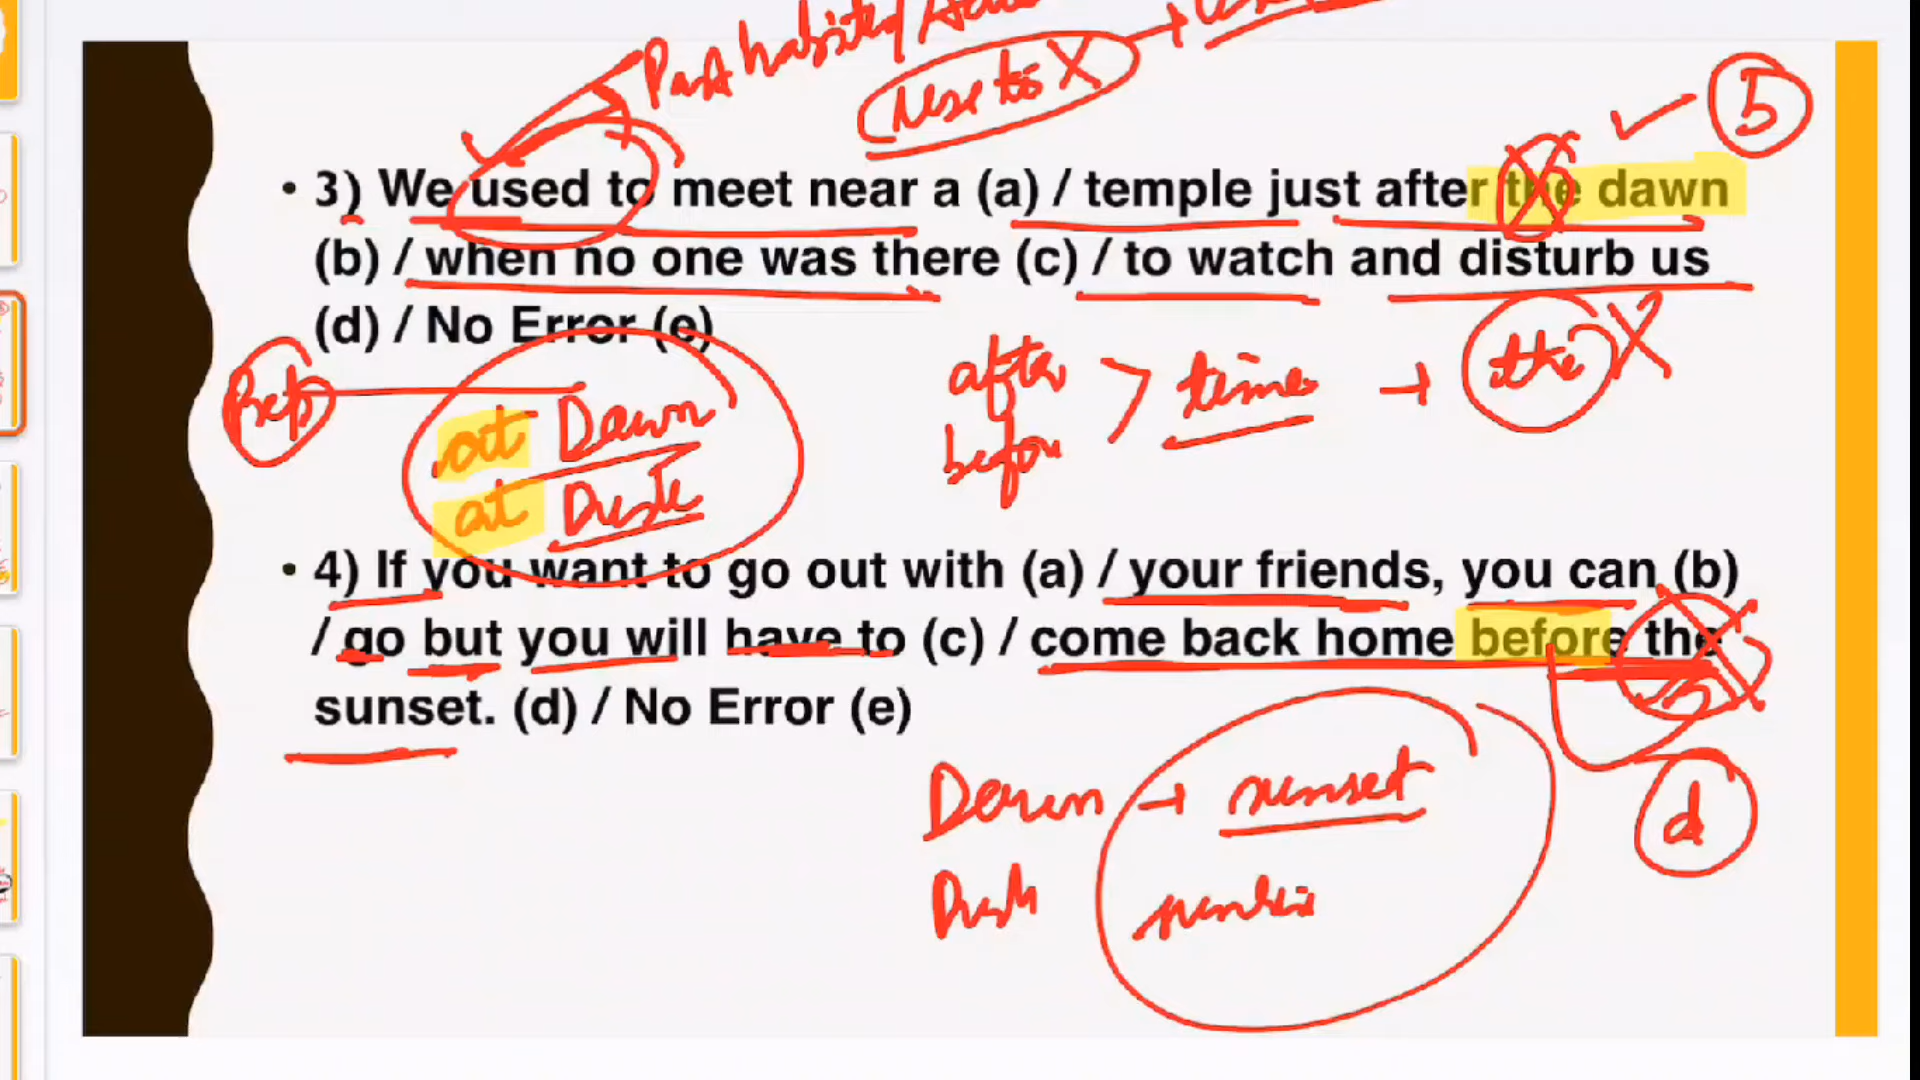 Past habitity/
Use to X →
✓ 5
• 3) We used to meet near a (a) / temple just after the dawn
(b) / when no one was there (c) / to watch and disturb us
(d) / No Error (e)
after
before > time → the X
at Dawn
at Dusk
• 4) If you want to go out with (a) / your friends, you can (b)
/ go but you will have to (c) / come back home before the
sunset. (d) / No Error (e)
Dawn → sunset
d
Dusk